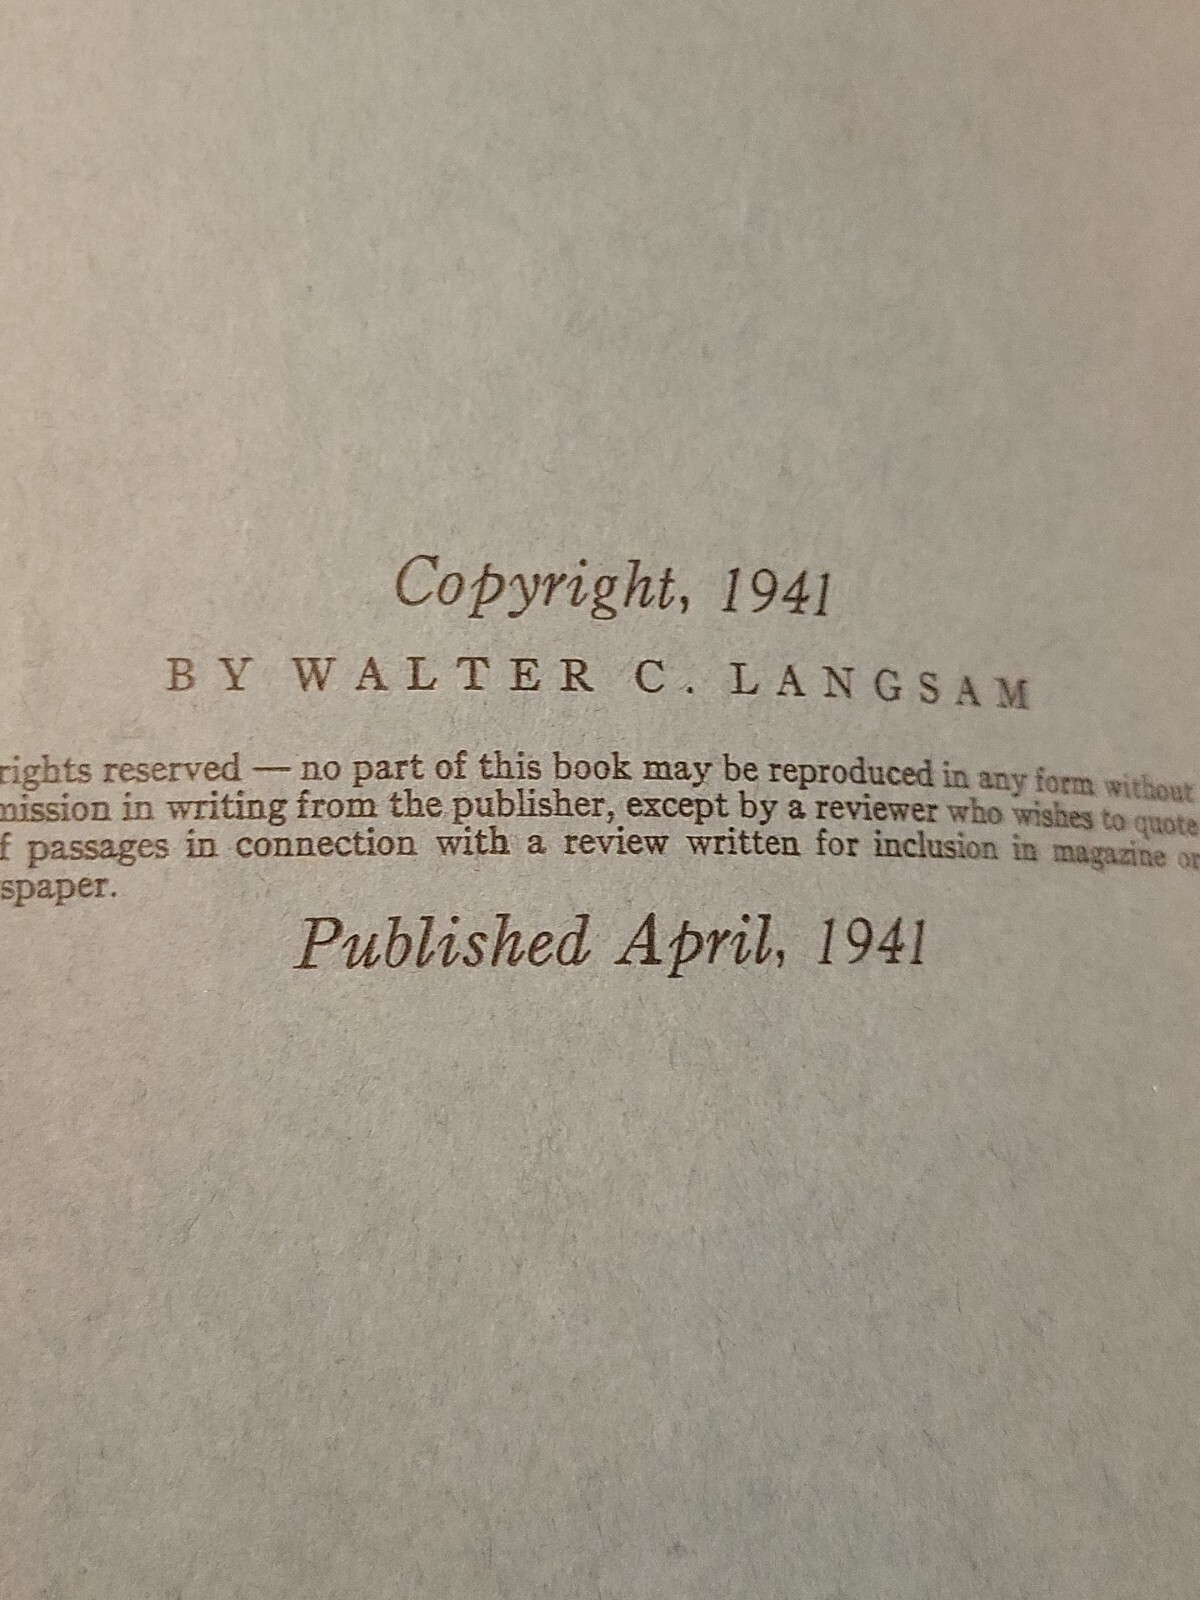 Copyright, 1941
BY WALTER C. LANGSAM
rights reserved — no part of this book may be reproduced in any form without
mission in writing from the publisher, except by a reviewer who wishes to quote
f passages in connection with a review written for inclusion in magazine or
spaper.
Published April, 1941